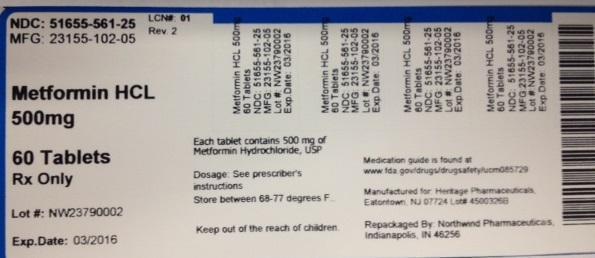 NDC: 51655-561-25
MFG: 23155-102-05
LCN#: 01
Rev. 2
Metformin HCL
500mg
60 Tablets
Rx Only
Lot #: NW23790002
Exp.Date: 03/2016
Metformin HCL 500mg
60 Tablets
NDC: 51655-561-25
MFG: 23155-102-05
Lot #: NW23790002
Exp.Date: 03/2016
Metformin HCL 500mg
60 Tablets
NDC: 51655-561-25
MFG: 23155-102-05
Lot #: NW23790002
Exp.Date: 03/2016
Metformin HCL 500mg
60 Tablets
NDC: 51655-561-25
MFG: 23155-102-05
Lot #: NW23790002
Exp.Date: 03/2016
Metformin HCL 500mg
60 Tablets
NDC: 51655-561-25
MFG: 23155-102-05
Lot #: NW23790002
Exp.Date: 03/2016
Each tablet contains 500 mg of
Metformin Hydrochloride, USP
Dosage: See prescriber's
instructions
Store between 68-77 degrees F.
Keep out of the reach of children.
Medication guide is found at
www.fda.gov/drugs/drugsafety/ucm085729
Manufactured for: Heritage Pharmaceuticals,
Eatontown, NJ 07724 Lot# 4500326B
Repackaged By: Northwind Pharmaceuticals,
Indianapolis, IN 46256